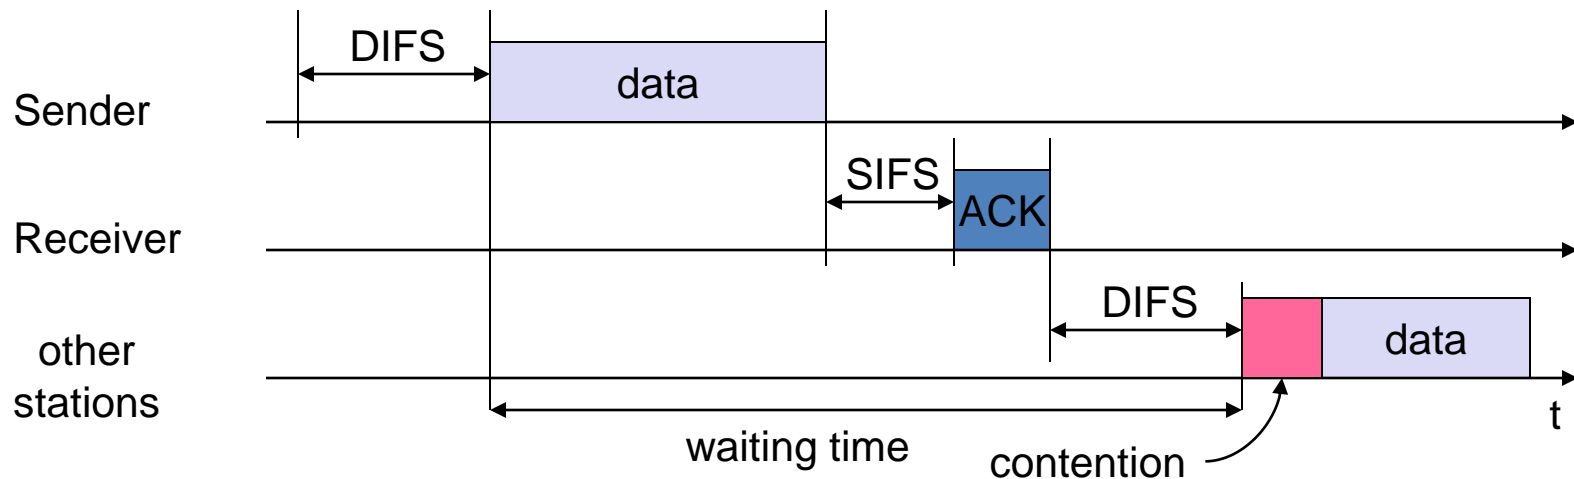 DIFS
data
Sender
SIFS
ACK
Receiver
DIFS
data
other
stations
t
waiting time
contention